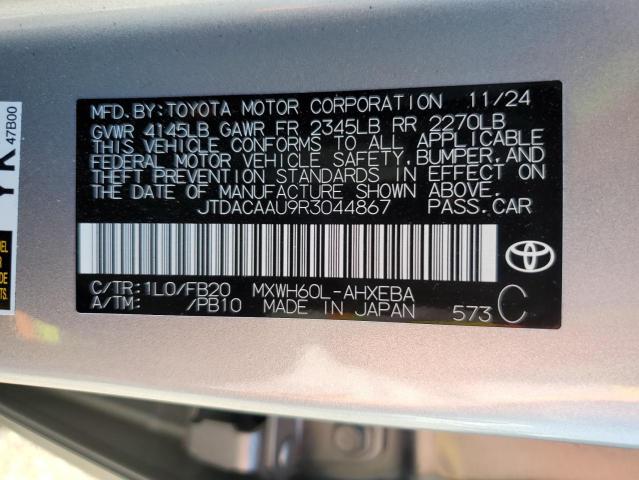 MFD. BY: TOYOTA MOTOR CORPORATION 11/24
GVWR 4145LB GAWR FR 2345LB RR 2270LB
THIS VEHICLE CONFORMS TO ALL APPLICABLE
FEDERAL MOTOR VEHICLE SAFETY, BUMPER, AND
THEFT PREVENTION STANDARDS IN EFFECT ON
THE DATE OF MANUFACTURE SHOWN ABOVE.
JTDACAAU9R3044867 PASS. CAR
C/TR: 1L0/FB20 MXWH60L-AHXEBA
A/TM: /PB10 MADE IN JAPAN 573 C
YK
47B00